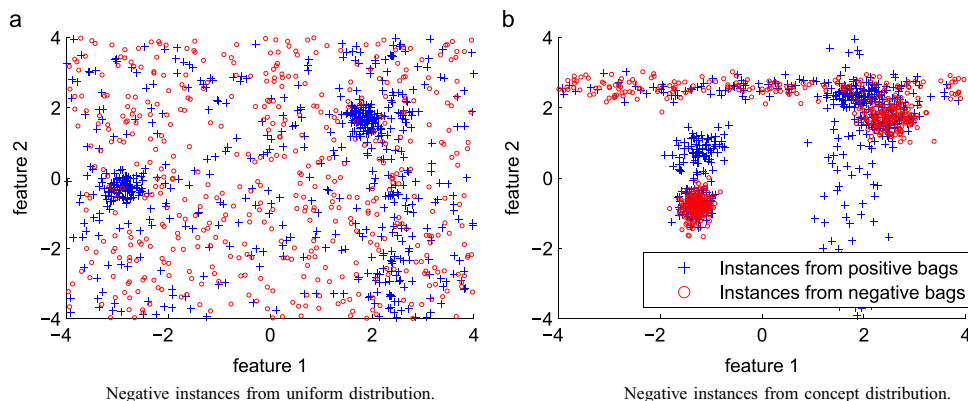 a
b
4
2
0
−2
−4
feature 2
−4
−2
0
2
4
feature 1
4
2
0
−2
−4
feature 2
−2
0
2
4
feature 1
Instances from positive bags
Instances from negative bags
Negative instances from uniform distribution.
Negative instances from concept distribution.